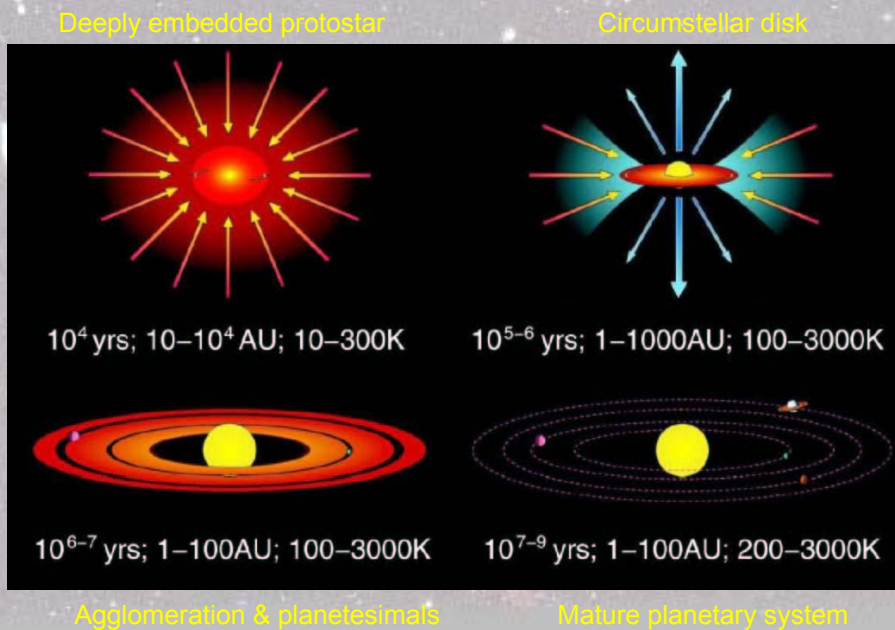 Deeply embedded protostar
Circumstellar disk
10⁴ yrs; 10–10⁴ AU; 10–300K
10⁵⁻⁶ yrs; 1–1000AU; 100–3000K
10⁶⁻⁷ yrs; 1–100AU; 100–3000K
10⁷⁻⁹ yrs; 1–100AU; 200–3000K
Agglomeration & planetesimals
Mature planetary system